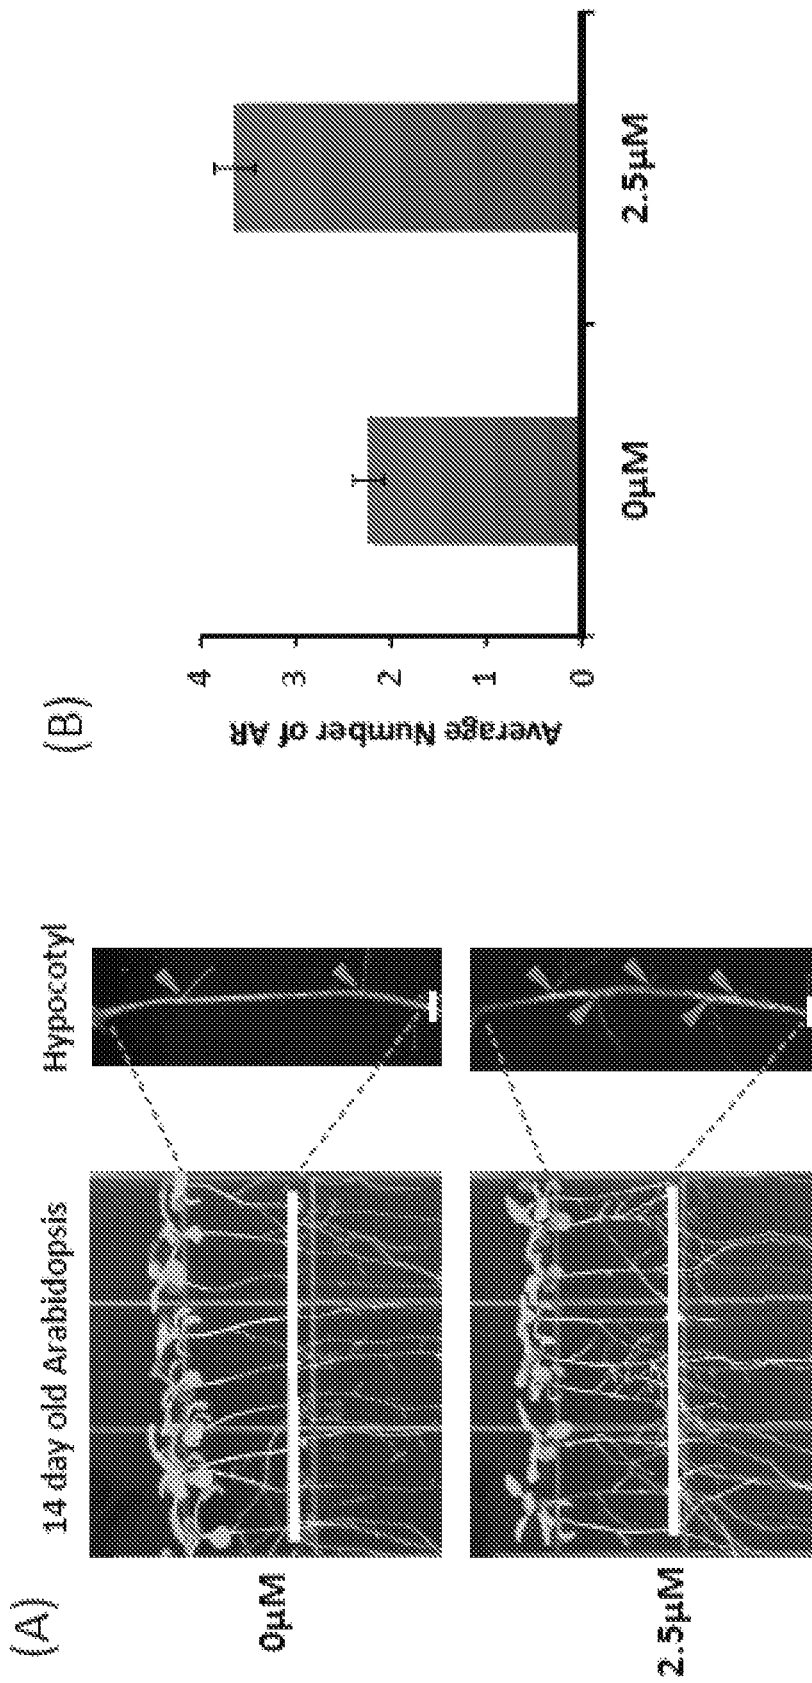 (A)
14 day old Arabidopsis
Hypocotyl
0µM
2.5µM
(B)
Average Number of AR
4
3
2
1
0
0µM
2.5µM